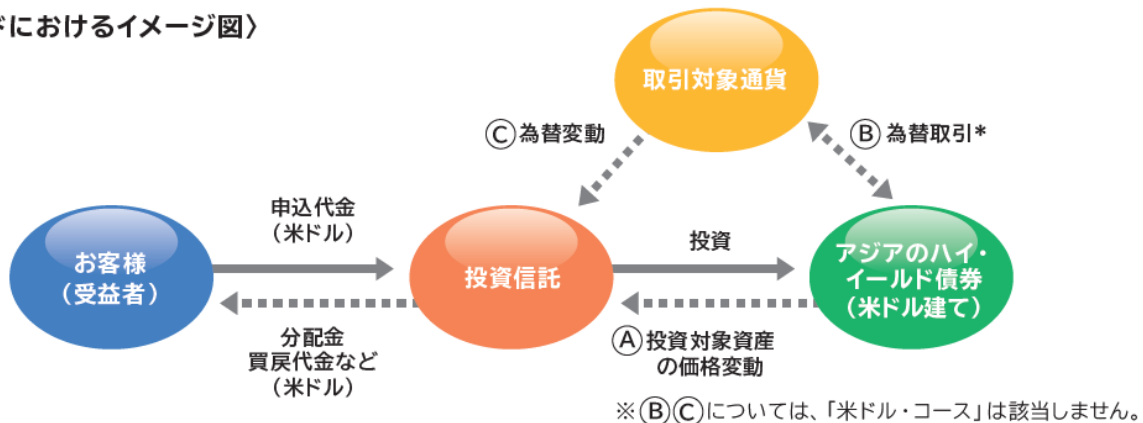 ドにおけるイメージ図〉
取引対象通貨
Ⓒ 為替変動
Ⓑ 為替取引*
申込代金
（米ドル）
投資
お客様
（受益者）
投資信託
アジアのハイ・
イールド債券
（米ドル建て）
分配金
買戻代金など
（米ドル）
Ⓐ 投資対象資産
の価格変動
※ⒷⒸについては、「米ドル・コース」は該当しません。